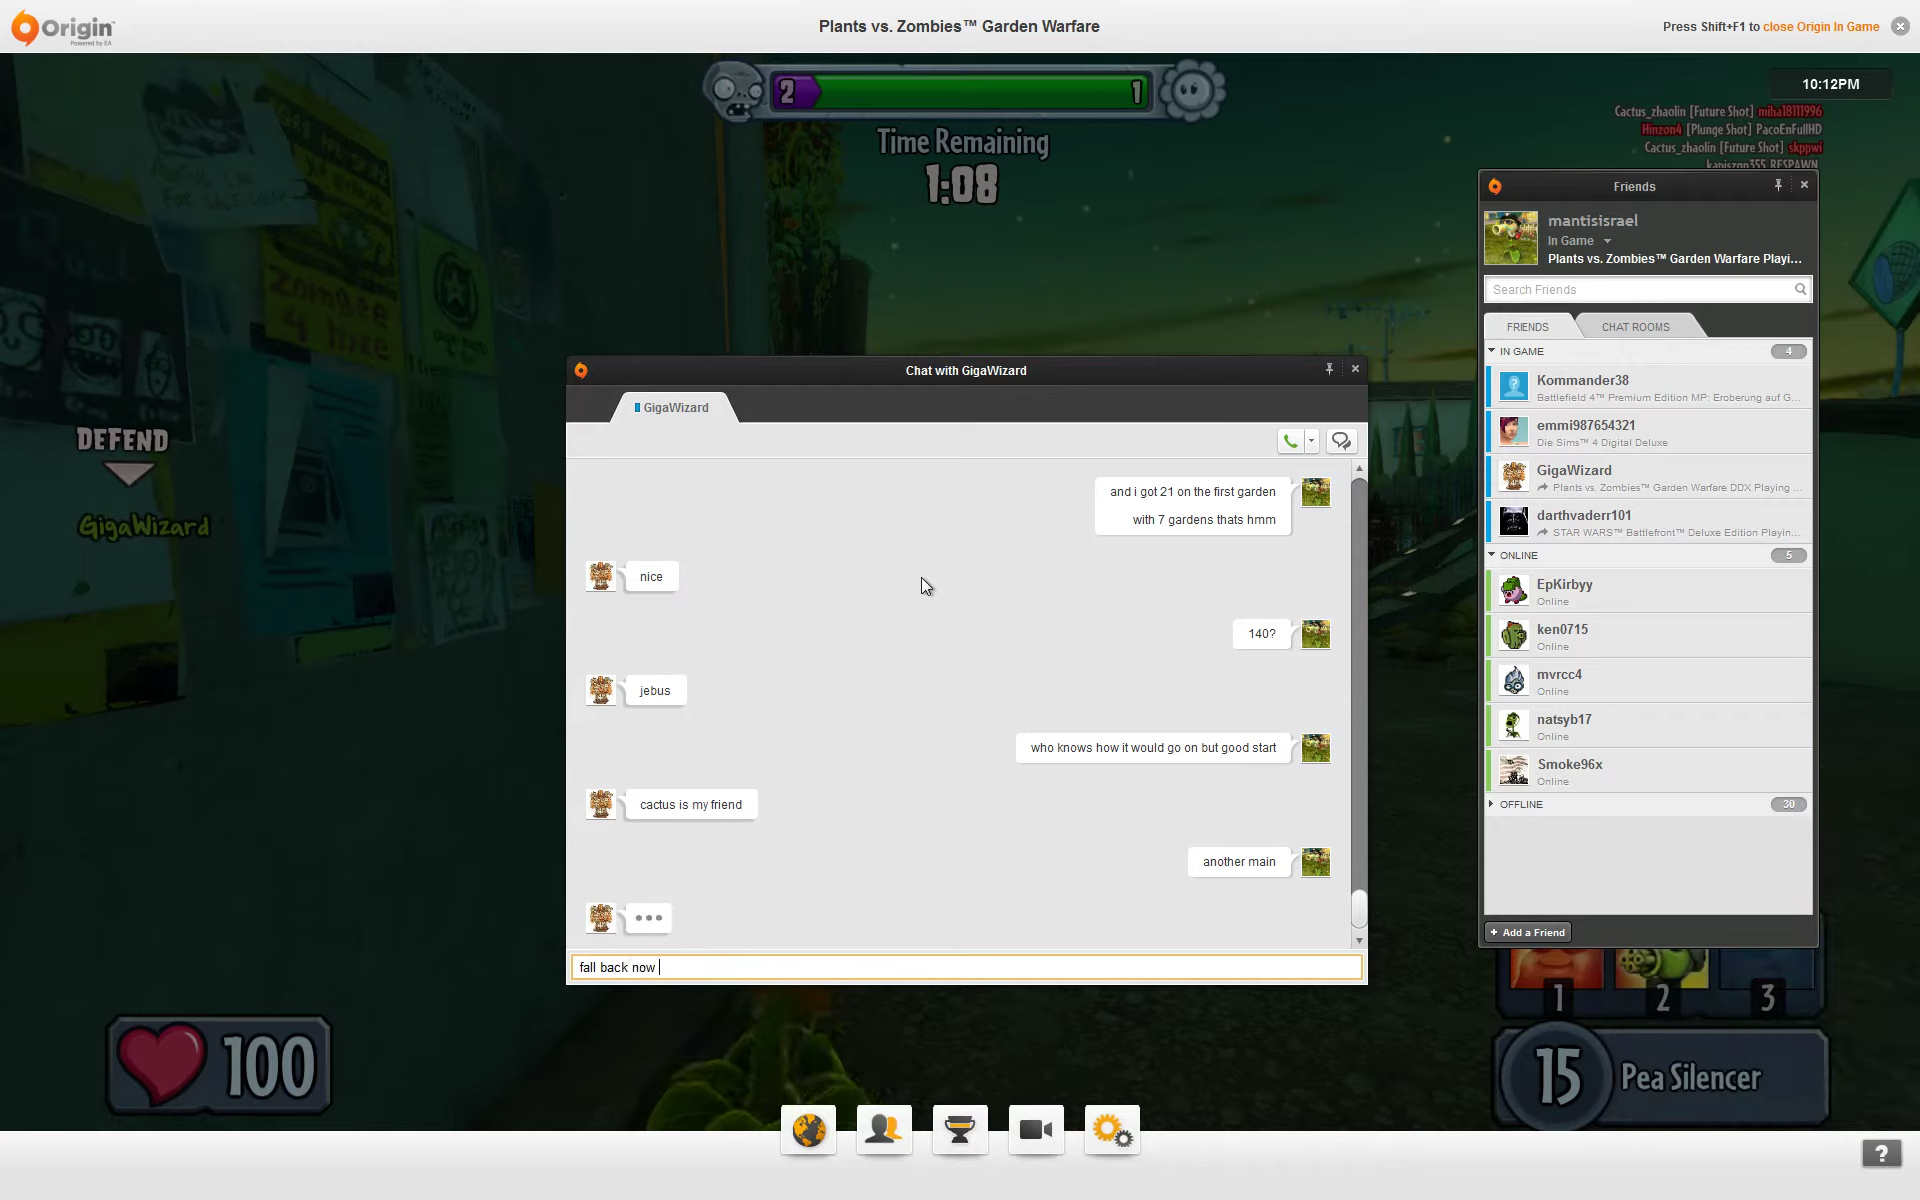 Origin
Powered by EA
Plants vs. Zombies™ Garden Warfare
Press Shift+F1 to close Origin In Game
2
1
10:12PM
Time Remaining
1:08
Cactus_zhaolin [Future Shot] miha18111996
Hinzon4 [Plunge Shot] PacoEnFullHD
Cactus_zhaolin [Future Shot] skppwi
kapiszon355 RESPAWN
DEFEND
GigaWizard
Chat with GigaWizard
GigaWizard
and i got 21 on the first garden
with 7 gardens thats hmm
nice
140?
jebus
who knows how it would go on but good start
cactus is my friend
another main
fall back now
Friends
mantisisrael
In Game
Plants vs. Zombies™ Garden Warfare Playi...
Search Friends
FRIENDS
CHAT ROOMS
IN GAME
4
Kommander38
Battlefield 4™ Premium Edition MP: Eroberung auf G...
emmi987654321
Die Sims™ 4 Digital Deluxe
GigaWizard
Plants vs. Zombies™ Garden Warfare DDX Playing ...
darthvaderr101
STAR WARS™ Battlefront™ Deluxe Edition Playin...
ONLINE
5
EpKirbyy
Online
ken0715
Online
mvrcc4
Online
natsyb17
Online
Smoke96x
Online
OFFLINE
30
+ Add a Friend
1
2
3
100
15
Pea Silencer
?